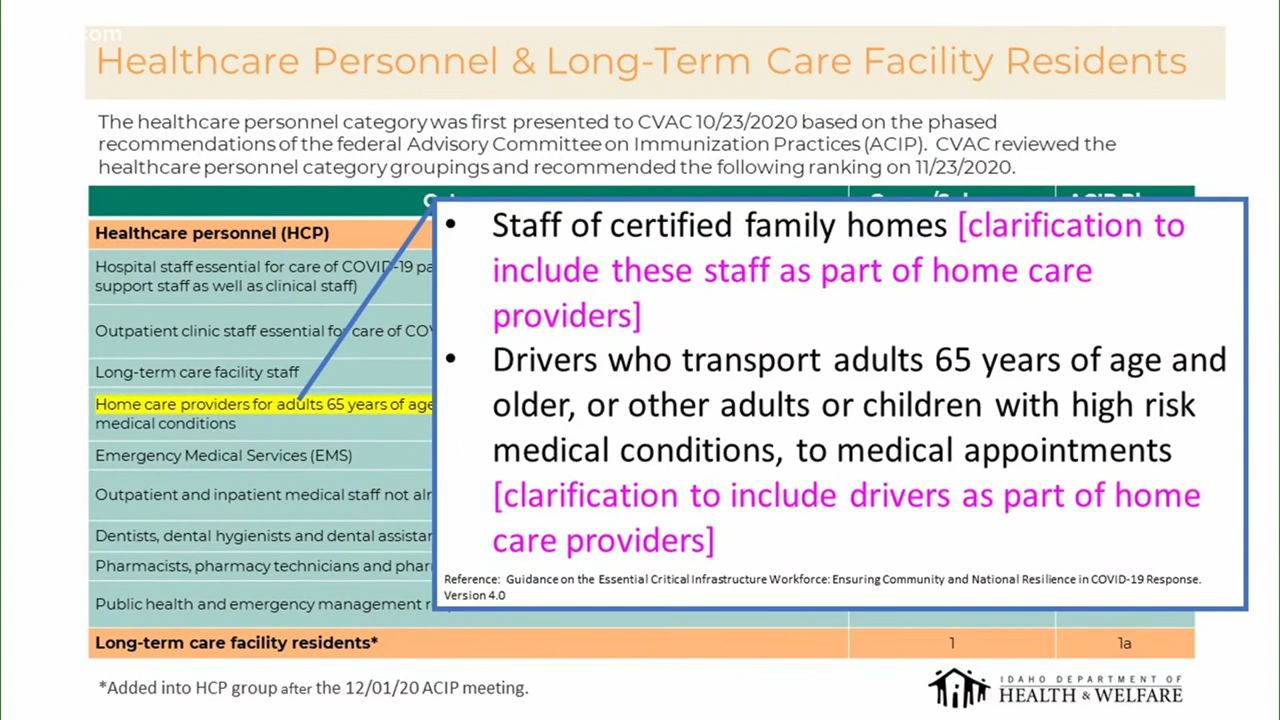 .com
Healthcare Personnel & Long-Term Care Facility Residents
The healthcare personnel category was first presented to CVAC 10/23/2020 based on the phased
recommendations of the federal Advisory Committee on Immunization Practices (ACIP). CVAC reviewed the
healthcare personnel category groupings and recommended the following ranking on 11/23/2020.
Healthcare personnel (HCP)
Hospital staff essential for care of COVID-19
support staff as well as clinical staff)
Outpatient clinic staff essential for care of
Long-term care facility staff
Home care providers for adults 65 years of age
medical conditions
Emergency Medical Services (EMS)
Outpatient and inpatient medical staff not
Dentists, dental hygienists and dental
Pharmacists, pharmacy technicians and
Public health and emergency management
Long-term care facility residents* 1 1a
• Staff of certified family homes [clarification to
include these staff as part of home care
providers]
• Drivers who transport adults 65 years of age and
older, or other adults or children with high risk
medical conditions, to medical appointments
[clarification to include drivers as part of home
care providers]
Reference: Guidance on the Essential Critical Infrastructure Workforce: Ensuring Community and National Resilience in COVID-19 Response.
Version 4.0
*Added into HCP group after the 12/01/20 ACIP meeting.
IDAHO DEPARTMENT OF
HEALTH & WELFARE